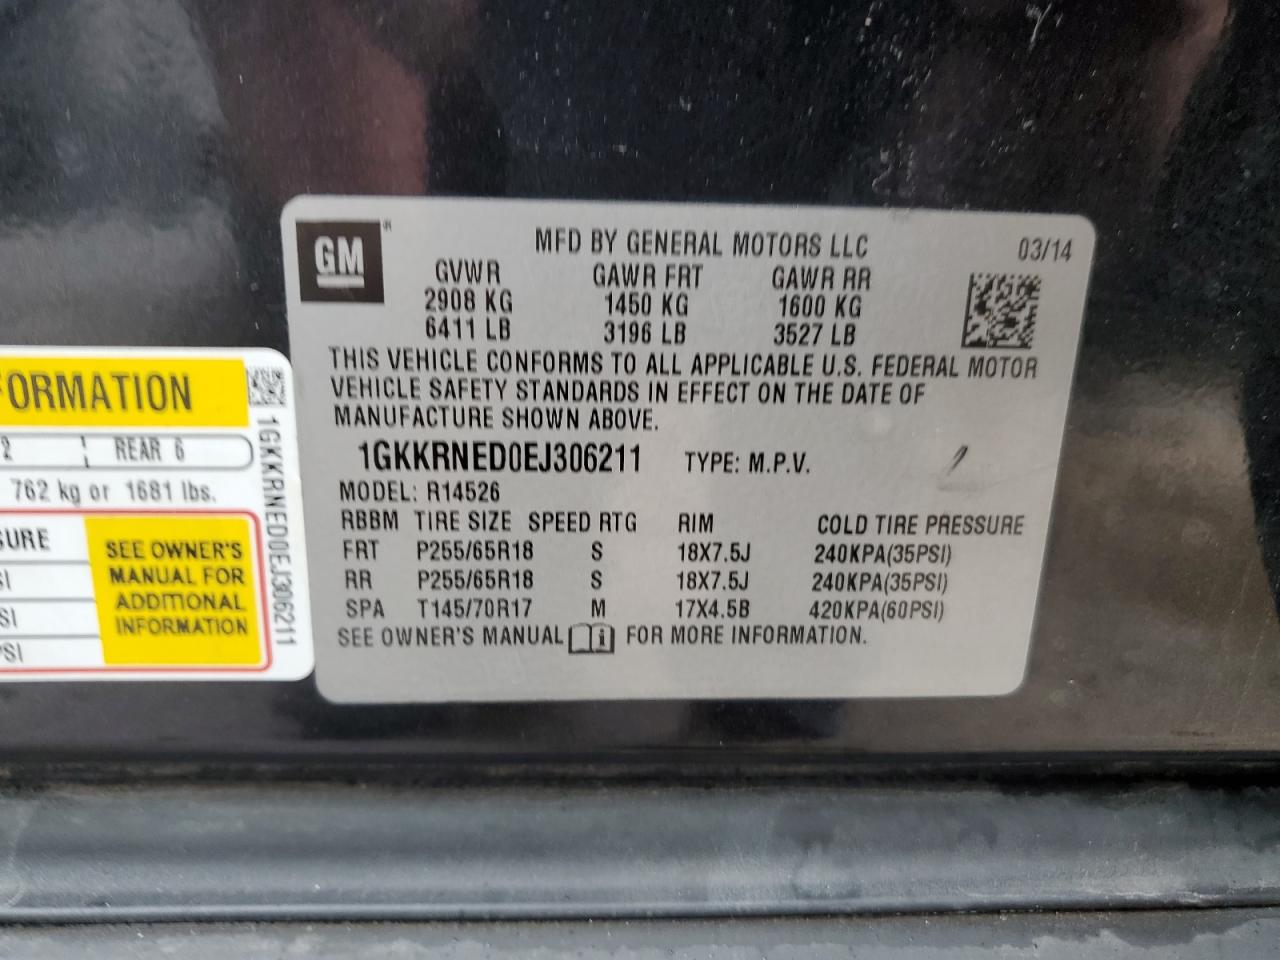 GM
MFD BY GENERAL MOTORS LLC 03/14
GVWR GAWR FRT GAWR RR
2908 KG 1450 KG 1600 KG
6411 LB 3196 LB 3527 LB
THIS VEHICLE CONFORMS TO ALL APPLICABLE U.S. FEDERAL MOTOR
VEHICLE SAFETY STANDARDS IN EFFECT ON THE DATE OF
MANUFACTURE SHOWN ABOVE.
1GKKRNED0EJ306211 TYPE: M.P.V.
MODEL: R14526
RBBM TIRE SIZE SPEED RTG RIM COLD TIRE PRESSURE
FRT P255/65R18 S 18X7.5J 240KPA(35PSI)
RR P255/65R18 S 18X7.5J 240KPA(35PSI)
SPA T145/70R17 M 17X4.5B 420KPA(60PSI)
SEE OWNER'S MANUAL FOR MORE INFORMATION.
FORMATION
2 REAR 6
762 kg or 1681 lbs.
SURE
SI
SI
PSI
SEE OWNER'S
MANUAL FOR
ADDITIONAL
INFORMATION
1GKKRNED0EJ306211